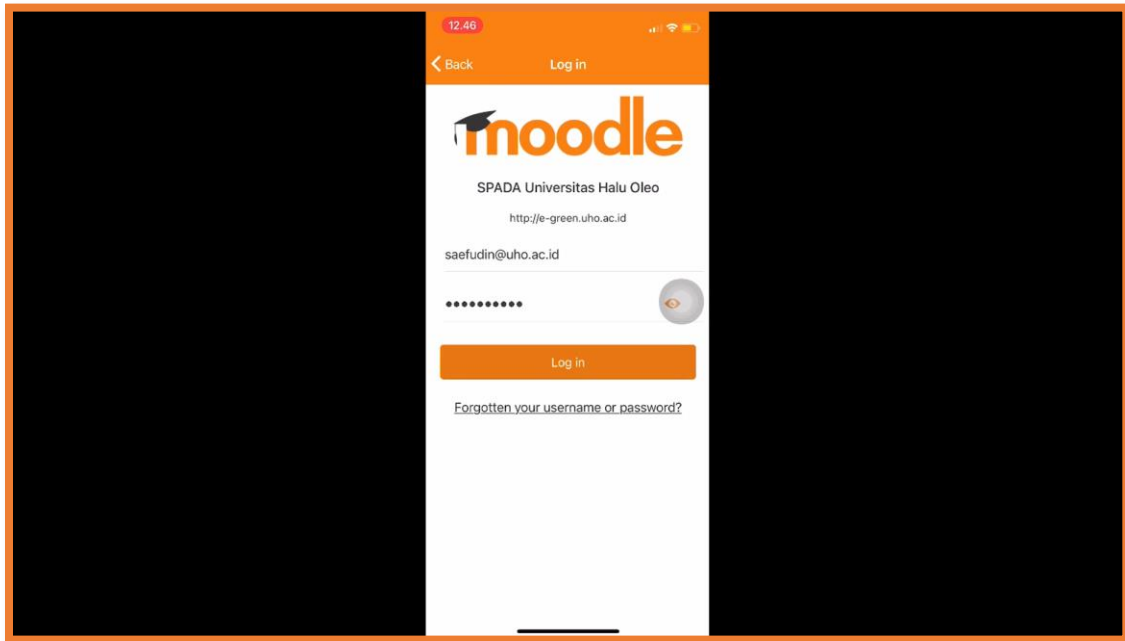 12.46
Back
Log in
moodle
SPADA Universitas Halu Oleo
http://e-green.uho.ac.id
saefudin@uho.ac.id
••••••••••
Log in
Forgotten your username or password?